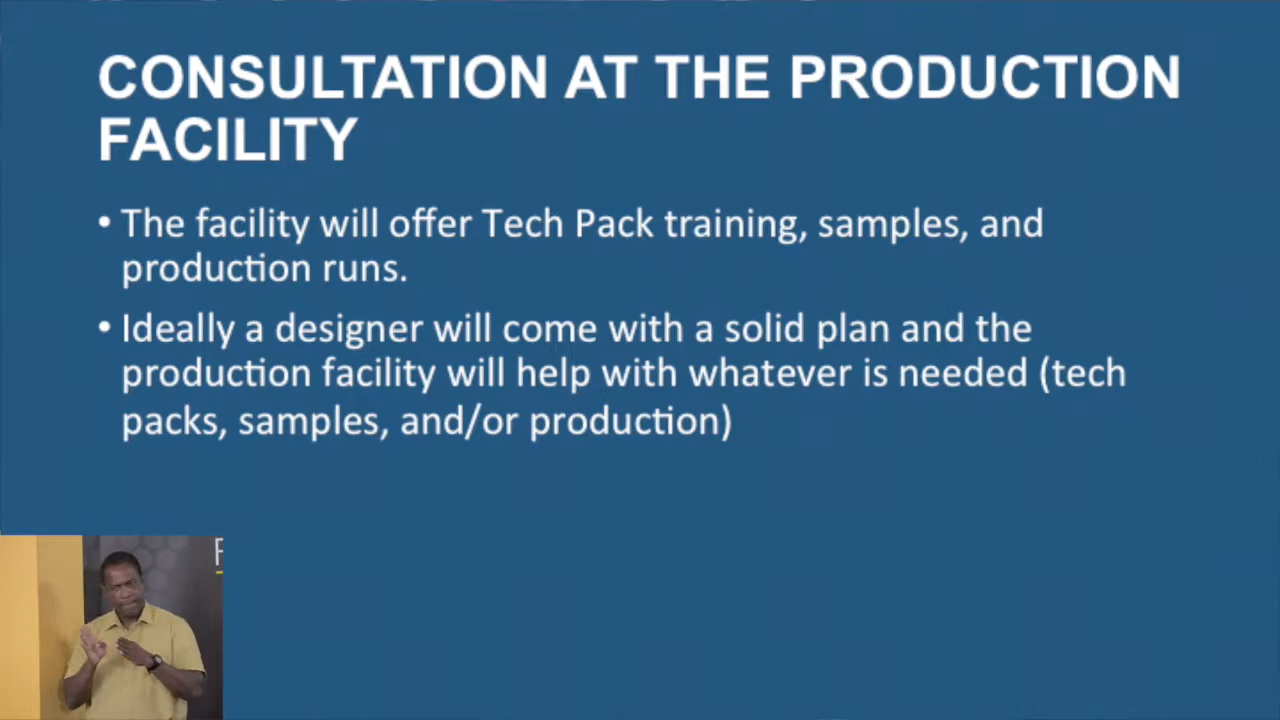 CONSULTATION AT THE PRODUCTION
FACILITY
• The facility will offer Tech Pack training, samples, and
production runs.
• Ideally a designer will come with a solid plan and the
production facility will help with whatever is needed (tech
packs, samples, and/or production)
F